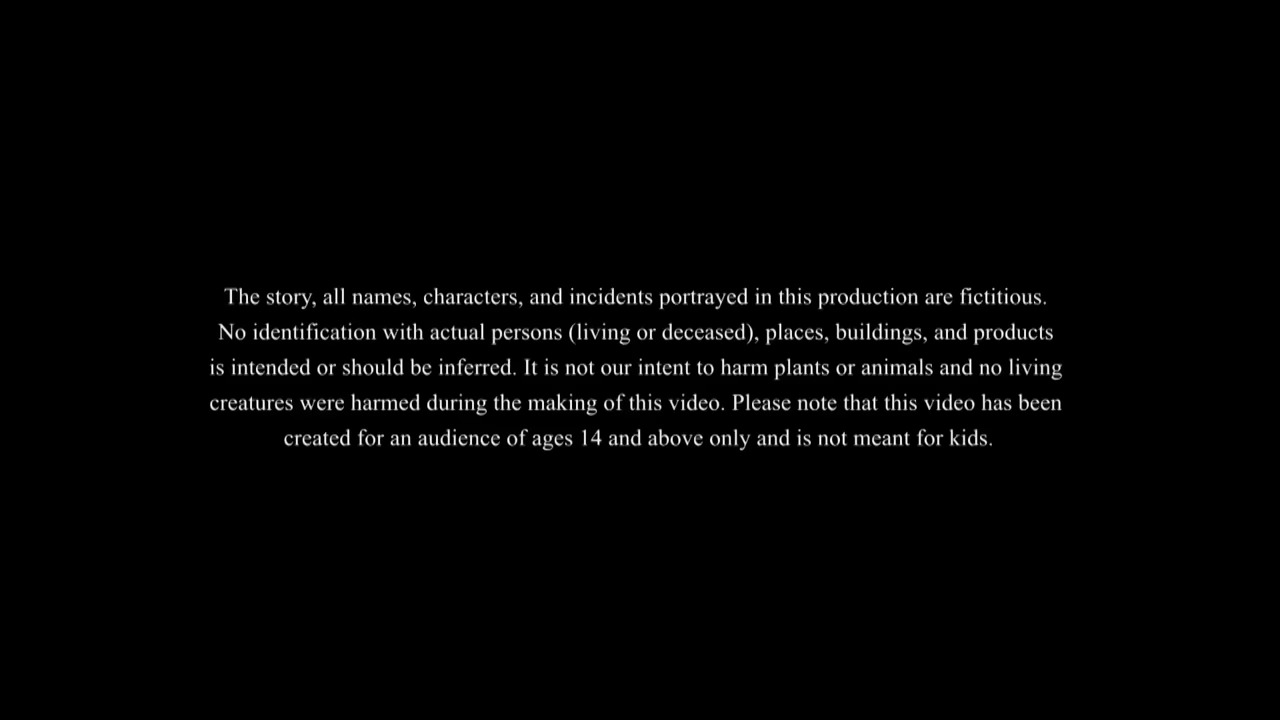 The story, all names, characters, and incidents portrayed in this production are fictitious.
No identification with actual persons (living or deceased), places, buildings, and products
is intended or should be inferred. It is not our intent to harm plants or animals and no living
creatures were harmed during the making of this video. Please note that this video has been
created for an audience of ages 14 and above only and is not meant for kids.